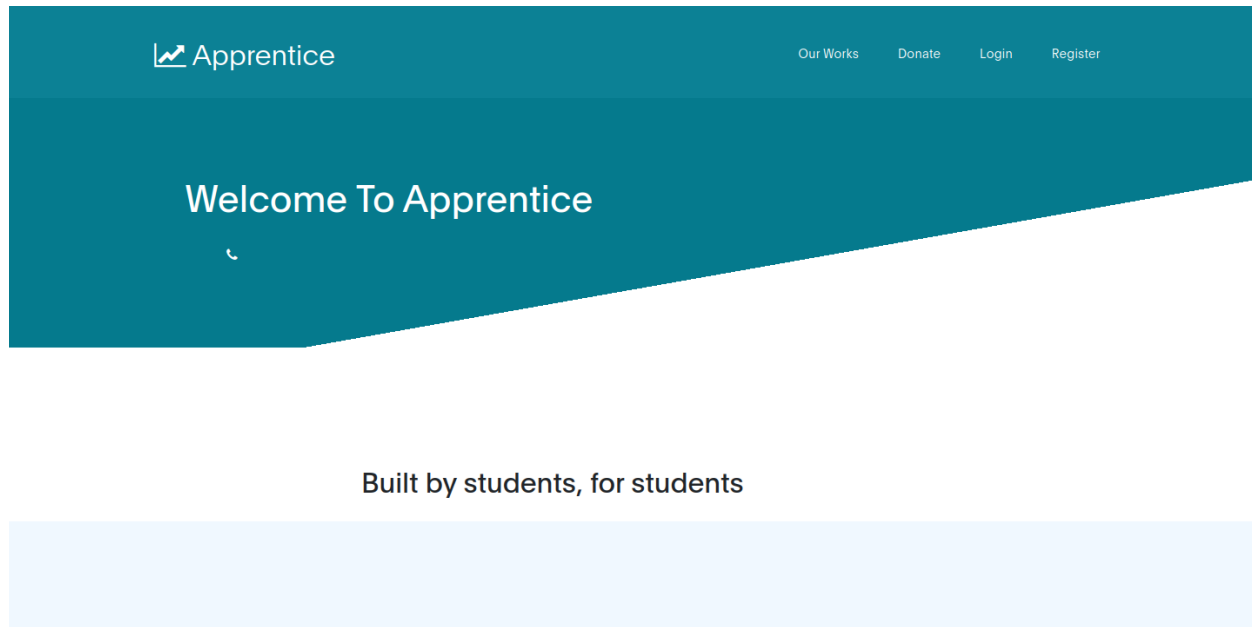 Apprentice
Our Works Donate Login Register
Welcome To Apprentice
Built by students, for students